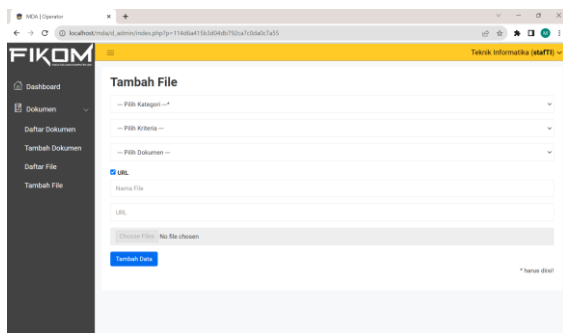 MDA | Operator
localhost/mda/d_admin/index.php?p=114d6a415b3d04db792ca7c0da0c7a55
FIKOM
Teknik Informatika (stafTI)
Dashboard
Dokumen
Daftar Dokumen
Tambah Dokumen
Daftar File
Tambah File
Tambah File
--- Pilih Kategori ---*
--- Pilih Kriteria ---
--- Pilih Dokumen ---
URL
Nama File
URL
Choose Files No file chosen
Tambah Data
* harus diisi!